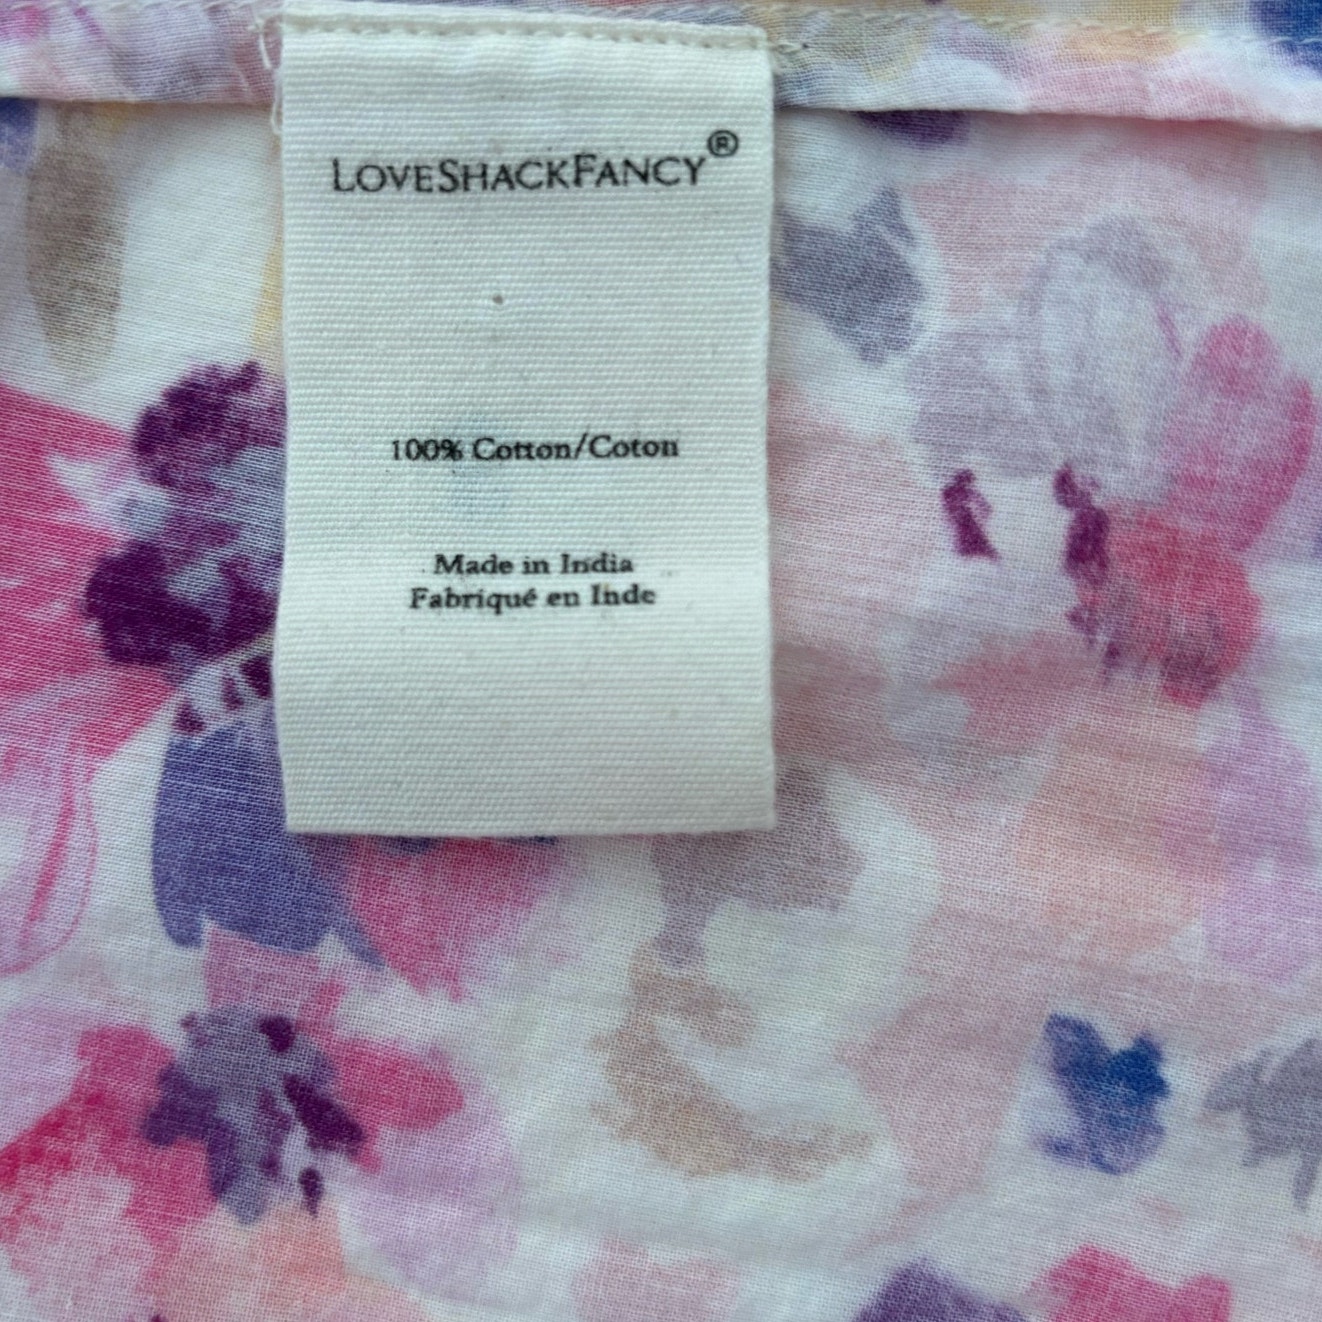 LOVESHACKFANCY®
100% Cotton/Coton
Made in India
Fabriqué en Inde